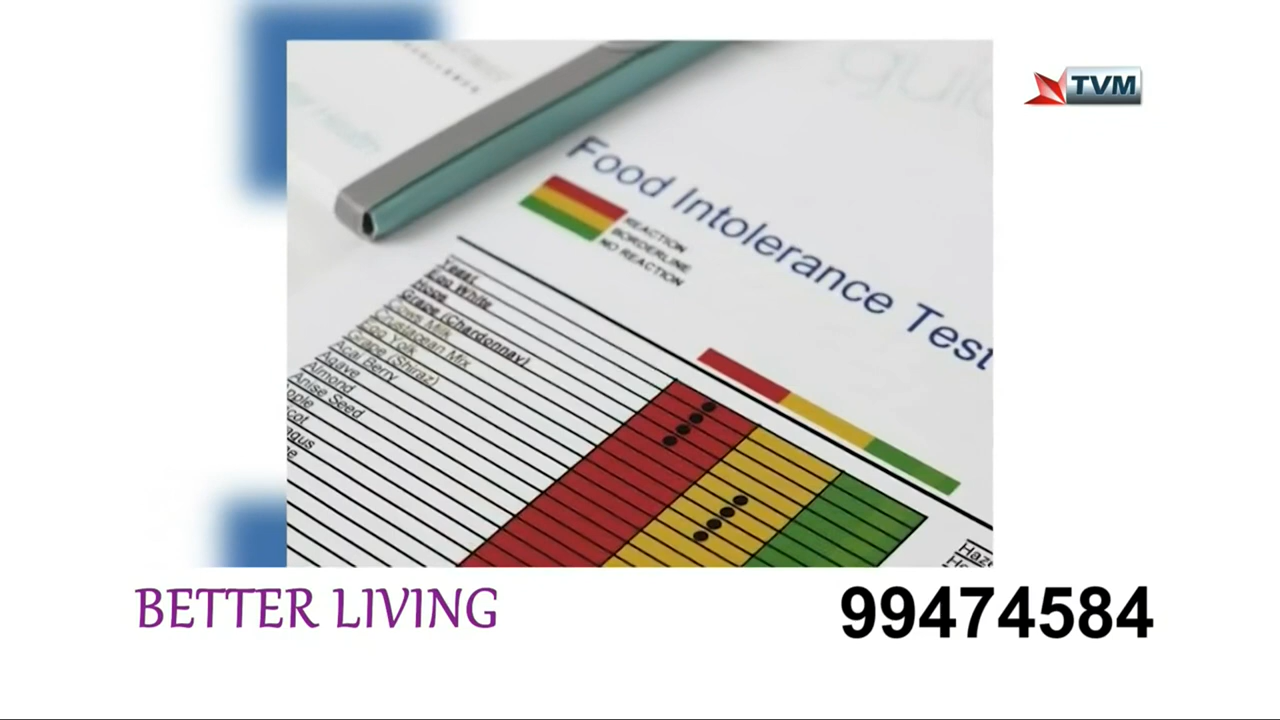 TVM
Food Intolerance Test
REACTION
BORDERLINE
NO REACTION
Yeast
Egg White
Hops
Grape (Chardonnay)
Cows Milk
Crustacean Mix
Egg Yolk
Grape (Shiraz)
Acai Berry
Agave
Almond
Anise Seed
BETTER LIVING
99474584